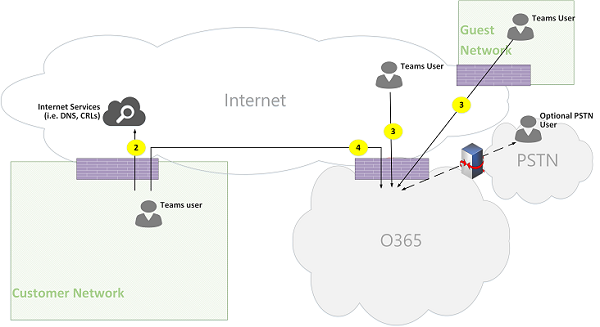 Guest
Network
Teams User
Teams User
Internet
Internet Services
(i.e. DNS, CRLs)
3
Optional PSTN
User
3
2
4
PSTN
Teams user
O365
Customer Network